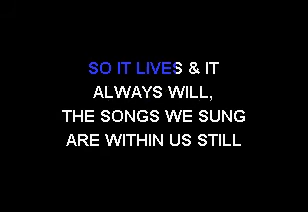 SO IT LIVES & IT
ALWAYS WILL,
THE SONGS WE SUNG
ARE WITHIN US STILL